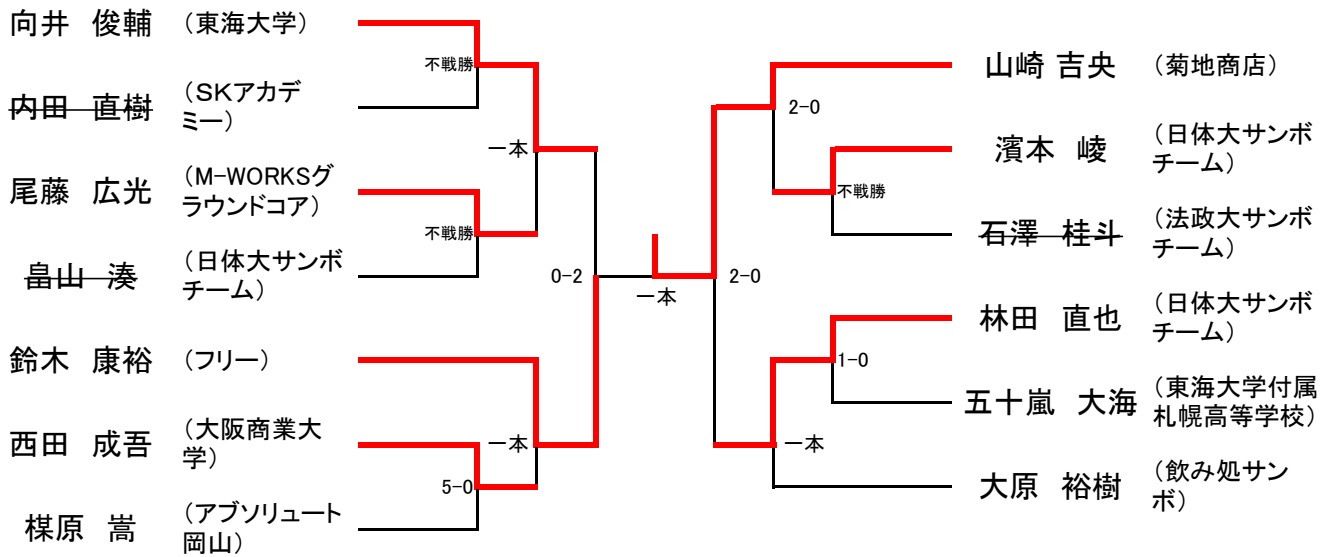 向井 俊輔 （東海大学）
不戦勝
内田 直樹 （SKアカデ
ミー）
一本
尾藤 広光 （M-WORKSグ
ラウンドコア）
不戦勝
畠山 湊 （日体大サンボ
チーム）
0-2
鈴木 康裕 （フリー）
西田 成吾 （大阪商業大
学）
一本
5-0
楳原 嵩 （アブソリュート
岡山）
一本
山崎 吉央 （菊地商店）
2-0
濱本 崚 （日体大サンボ
チーム）
不戦勝
石澤 桂斗 （法政大サンボ
チーム）
2-0
林田 直也 （日体大サンボ
チーム）
1-0
五十嵐 大海 （東海大学付属
札幌高等学校）
一本
大原 裕樹 （飲み処サン
ボ）